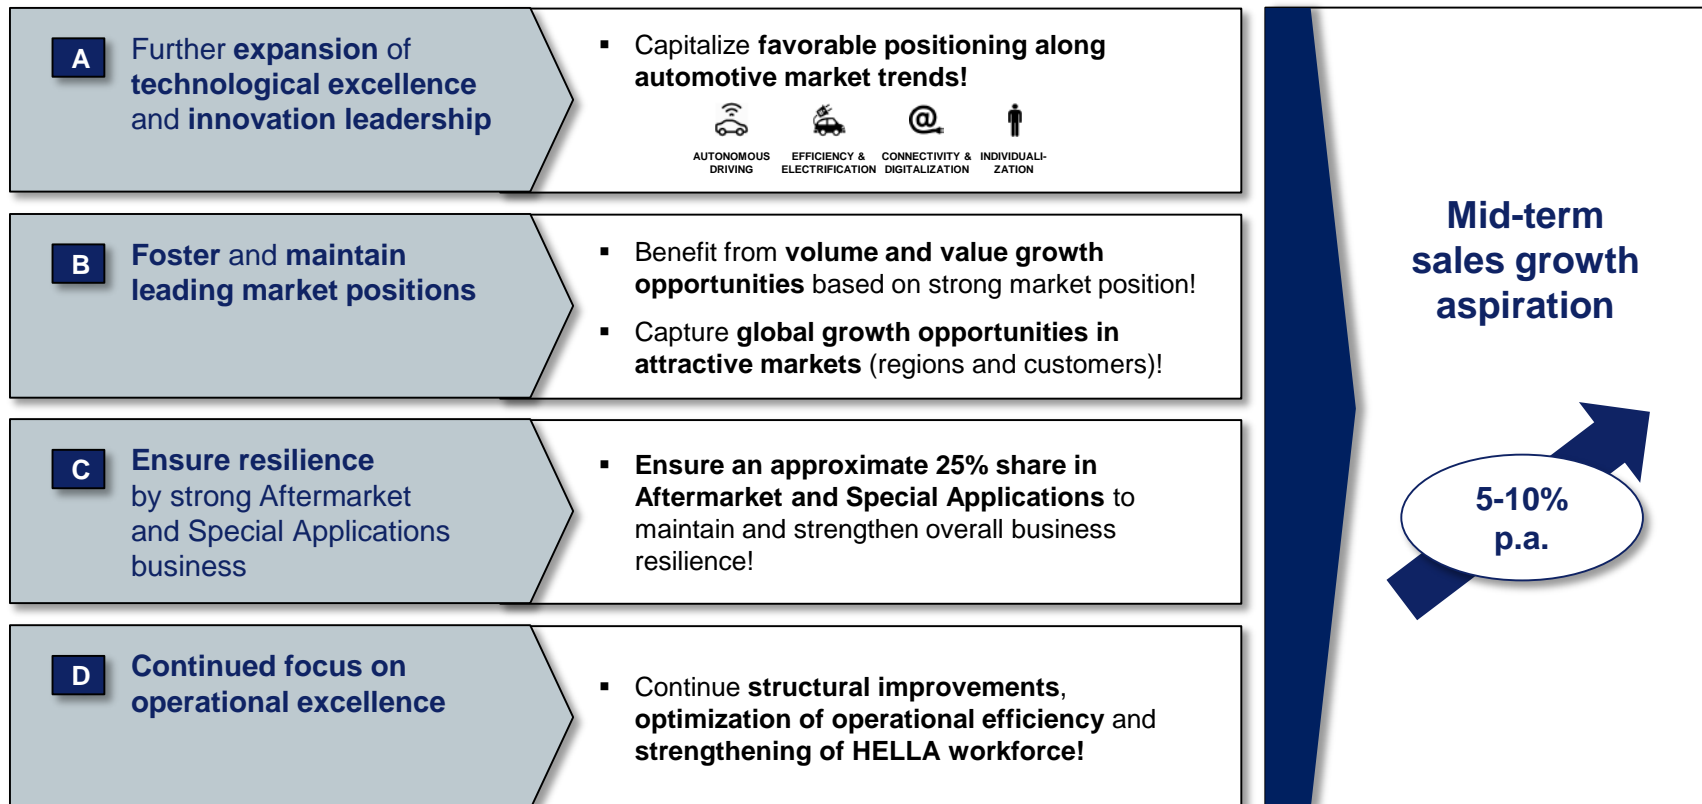 A
Further expansion of
technological excellence
and innovation leadership
▪ Capitalize favorable positioning along
automotive market trends!
AUTONOMOUS
DRIVING
EFFICIENCY &
ELECTRIFICATION
CONNECTIVITY &
DIGITALIZATION
INDIVIDUALI-
ZATION
B
Foster and maintain
leading market positions
▪ Benefit from volume and value growth
opportunities based on strong market position!
▪ Capture global growth opportunities in
attractive markets (regions and customers)!
C
Ensure resilience
by strong Aftermarket
and Special Applications
business
▪ Ensure an approximate 25% share in
Aftermarket and Special Applications to
maintain and strengthen overall business
resilience!
D
Continued focus on
operational excellence
▪ Continue structural improvements,
optimization of operational efficiency and
strengthening of HELLA workforce!
Mid-term
sales growth
aspiration
5-10%
p.a.